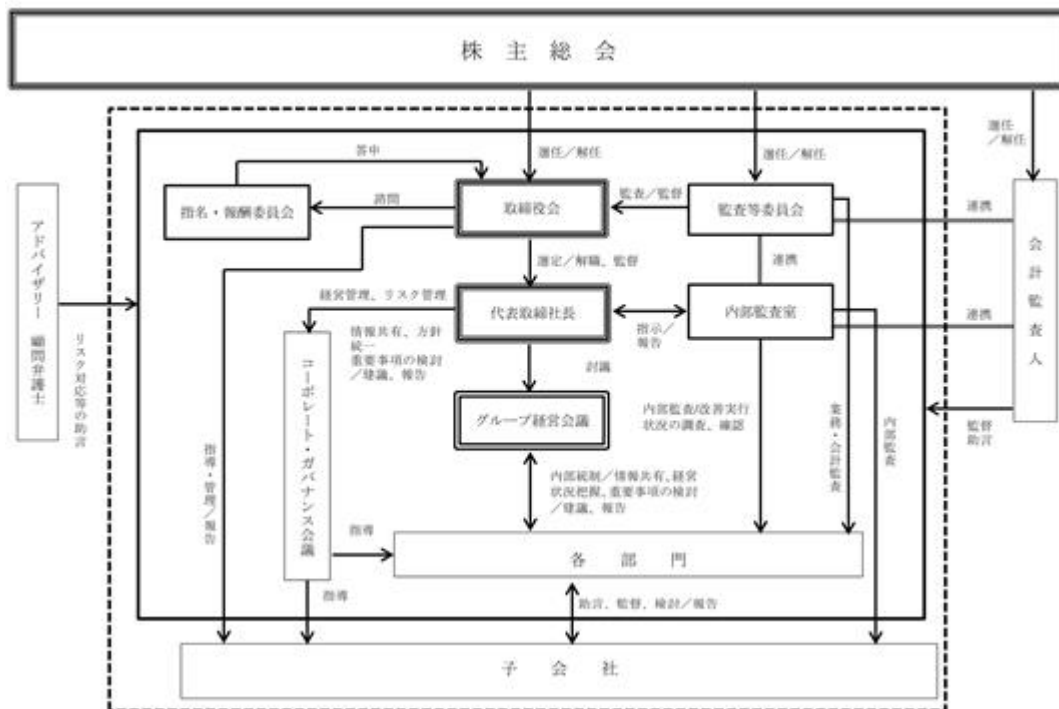 株主総会
選任／解任
選任／解任
選任／解任
答申
指名・報酬委員会
諮問
取締役会
監査／監督
監査等委員会
連携
選定／解職、監督
連携
経営管理、リスク管理
代表取締社長
指示／
報告
内部監査室
連携
会計監査人
アドバイザリー 顧問弁護士
リスク対応等の助言
情報共有、方針
統一
重要事項の検討
／建議、報告
討議
グループ経営会議
内部監査/改善実行
状況の調査、確認
業務・会計監査
内部監査
監督
助言
コーポレート・ガバナンス会議
指導・管理／報告
内部統制／情報共有、経営
状況把握、重要事項の検討
／建議、報告
指導
各部門
指導
助言、監督、検討／報告
子会社